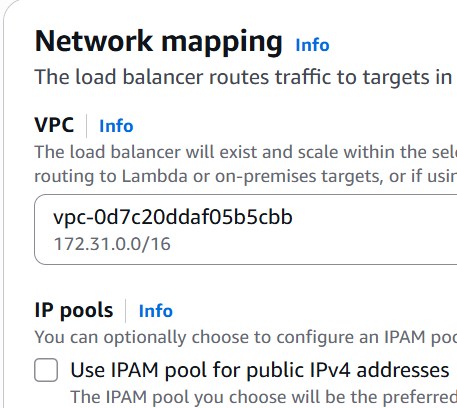 Network mapping Info
The load balancer routes traffic to targets in
VPC Info
The load balancer will exist and scale within the
routing to Lambda or on-premises targets, or if
vpc-0d7c20ddaf05b5cbb
172.31.0.0/16
IP pools Info
You can optionally choose to configure an IPAM
Use IPAM pool for public IPv4 addresses
The IPAM pool you choose will be the preferred